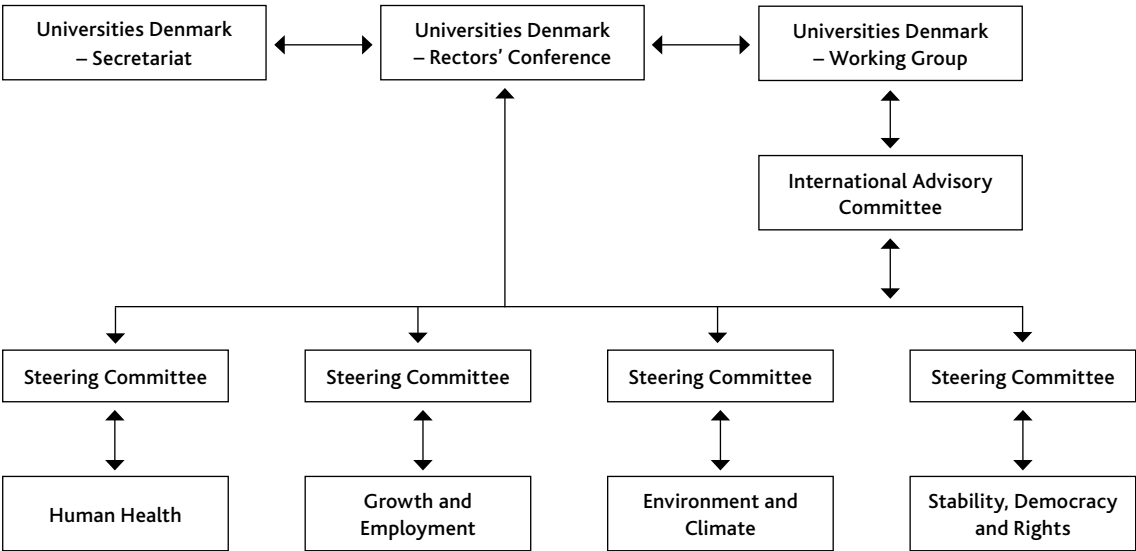 Universities Denmark
– Secretariat
Universities Denmark
– Rectors’ Conference
Universities Denmark
– Working Group
International Advisory
Committee
Steering Committee
Steering Committee
Steering Committee
Steering Committee
Human Health
Growth and
Employment
Environment and
Climate
Stability, Democracy
and Rights